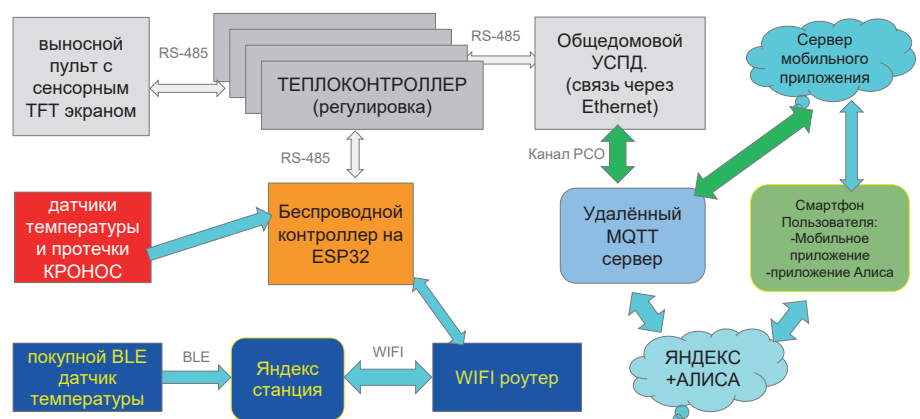 выносной
пульт с
сенсорным
TFT экраном
RS-485
ТЕПЛОКОНТРОЛЛЕР
(регулировка)
RS-485
Общедомовой
УСПД.
(связь через
Ethernet)
Сервер
мобильного
приложения
RS-485
Канал РСО
датчики
температуры
и протечки
КРОНОС
Беспроводной
контроллер на
ESP32
Удалённый
MQTT
сервер
Смартфон
Пользователя:
-Мобильное
приложение
-приложение Алиса
покупной BLE
датчик
температуры
BLE
Яндекс
станция
WIFI
WIFI роутер
ЯНДЕКС
+АЛИСА